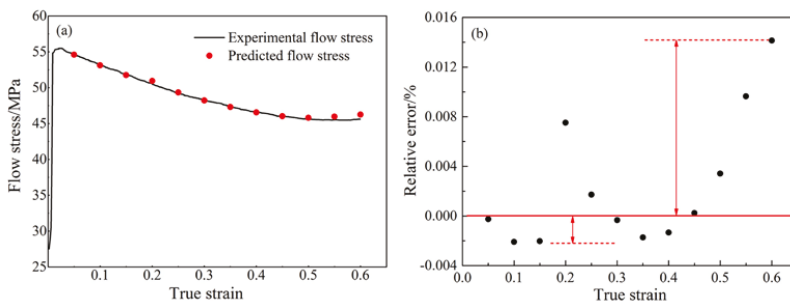 (a)
Experimental flow stress
Predicted flow stress
60
55
50
45
40
35
30
25
0.1 0.2 0.3 0.4 0.5 0.6 0.7
Flow stress/MPa
True strain
(b)
0.016
0.012
0.008
0.004
0.000
-0.004
0.0 0.1 0.2 0.3 0.4 0.5 0.6
Relative error/%
True strain